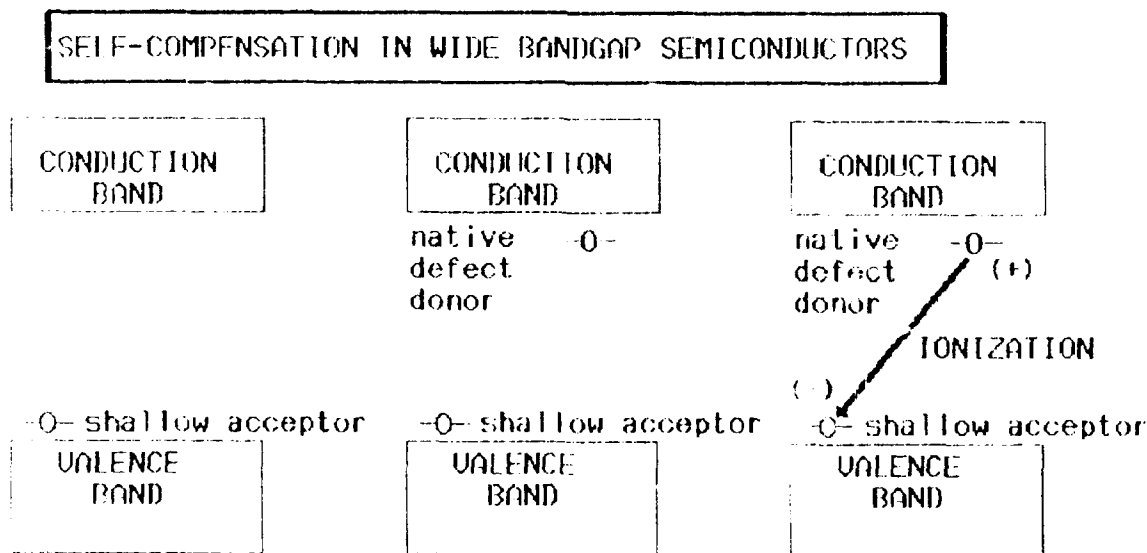 SELF-COMPENSATION IN WIDE BANDGAP SEMICONDUCTORS
CONDUCTION
BAND
CONDUCTION
BAND
CONDUCTION
BAND
native -O-
defect
donor
native -O-
defect (+)
donor
IONIZATION
(-)
-O- shallow acceptor
-O- shallow acceptor
-O- shallow acceptor
VALENCE
BAND
VALENCE
BAND
VALENCE
BAND